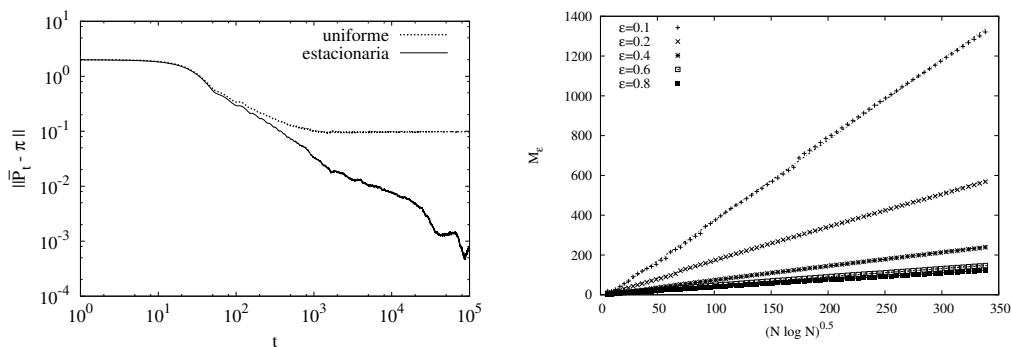 10^1
10^0
10^-1
10^-2
10^-3
10^-4
10^0
10^1
10^2
10^3
10^4
10^5
t
||P̅_t - π||
uniforme
estacionaria
1400
1200
1000
800
600
400
200
0
0
50
100
150
200
250
300
350
(N log N)^0.5
M_ε
ε=0.1
ε=0.2
ε=0.4
ε=0.6
ε=0.8